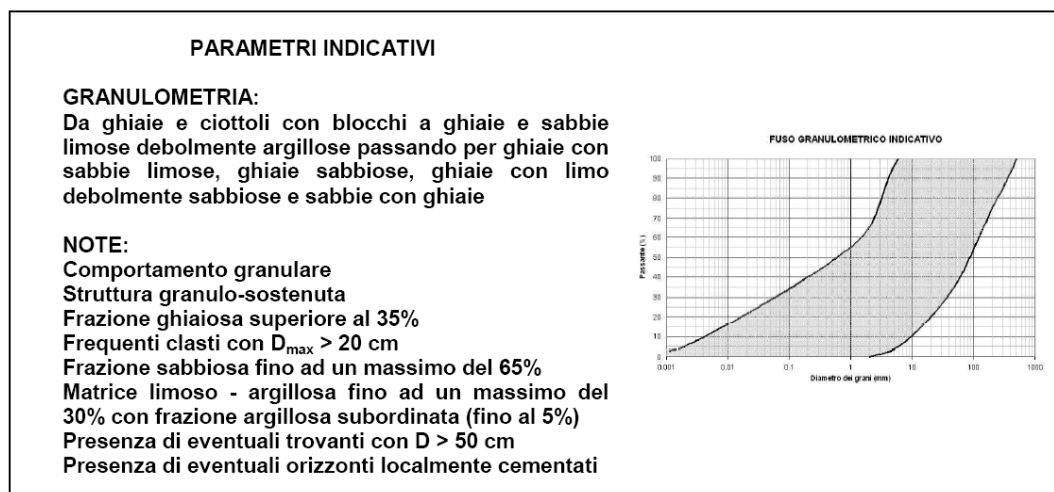 PARAMETRI INDICATIVI
GRANULOMETRIA:
Da ghiaie e ciottoli con blocchi a ghiaie e sabbie
limose debolmente argillose passando per ghiaie con
sabbie limose, ghiaie sabbiose, ghiaie con limo
debolmente sabbiose e sabbie con ghiaie
NOTE:
Comportamento granulare
Struttura granulo-sostenuta
Frazione ghiaiosa superiore al 35%
Frequenti clasti con Dmax > 20 cm
Frazione sabbiosa fino ad un massimo del 65%
Matrice limoso - argillosa fino ad un massimo del
30% con frazione argillosa subordinata (fino al 5%)
Presenza di eventuali trovanti con D > 50 cm
Presenza di eventuali orizzonti localmente cementati
FUSO GRANULOMETRICO INDICATIVO
Passante (%)
100
90
80
70
60
50
40
30
20
10
0
0.001 0.01 0.1 1 10 100 1000
Diametro dei grani (mm)